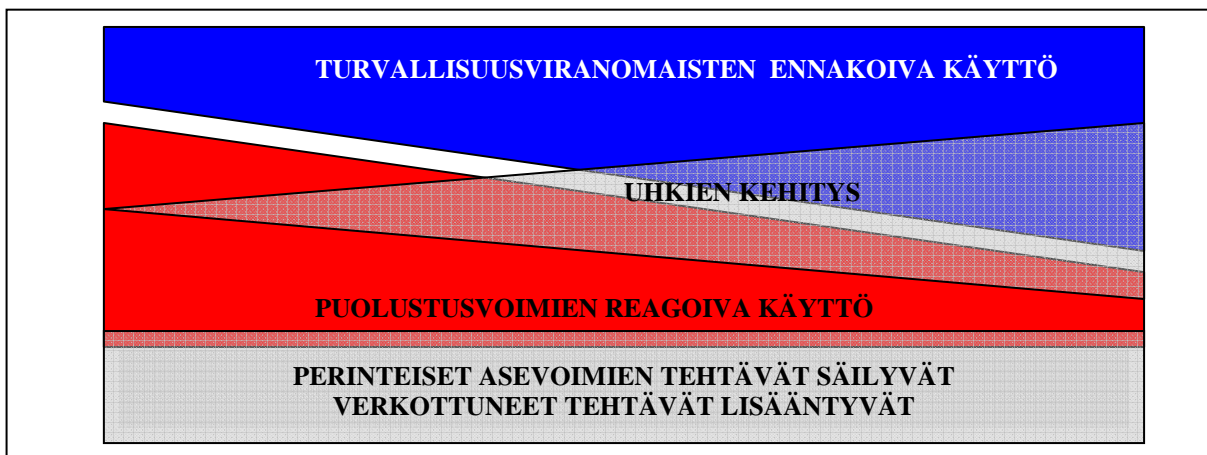 TURVALLISUUSVIRANOMAISTEN ENNAKOIVA KÄYTTÖ
UHKIEN KEHITYS
PUOLUSTUSVOIMIEN REAGOIVA KÄYTTÖ
PERINTEISET ASEVOIMIEN TEHTÄVÄT SÄILYVÄT
VERKOTTUNEET TEHTÄVÄT LISÄÄNTYVÄT